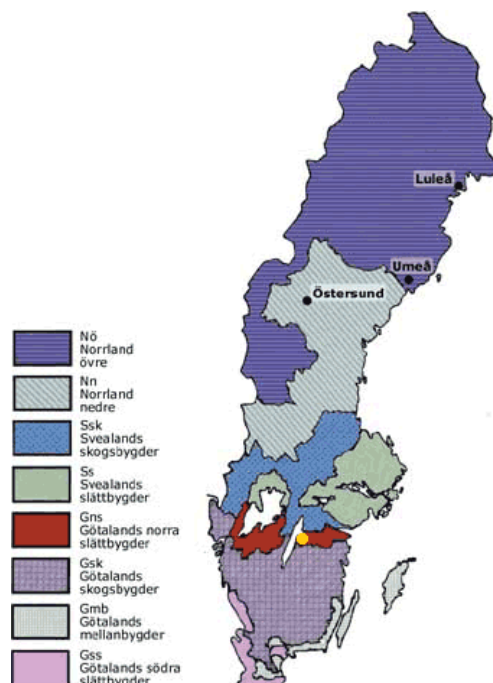 Luleå
Umeå
Östersund
Nö
Norrland
övre
Nn
Norrland
nedre
Ssk
Svealands
skogsbygder
Ss
Svealands
slättbygder
Gns
Götalands norra
slättbygder
Gsk
Götalands
skogsbygder
Gmb
Götalands
mellanbygder
Gss
Götalands södra
slättbygder